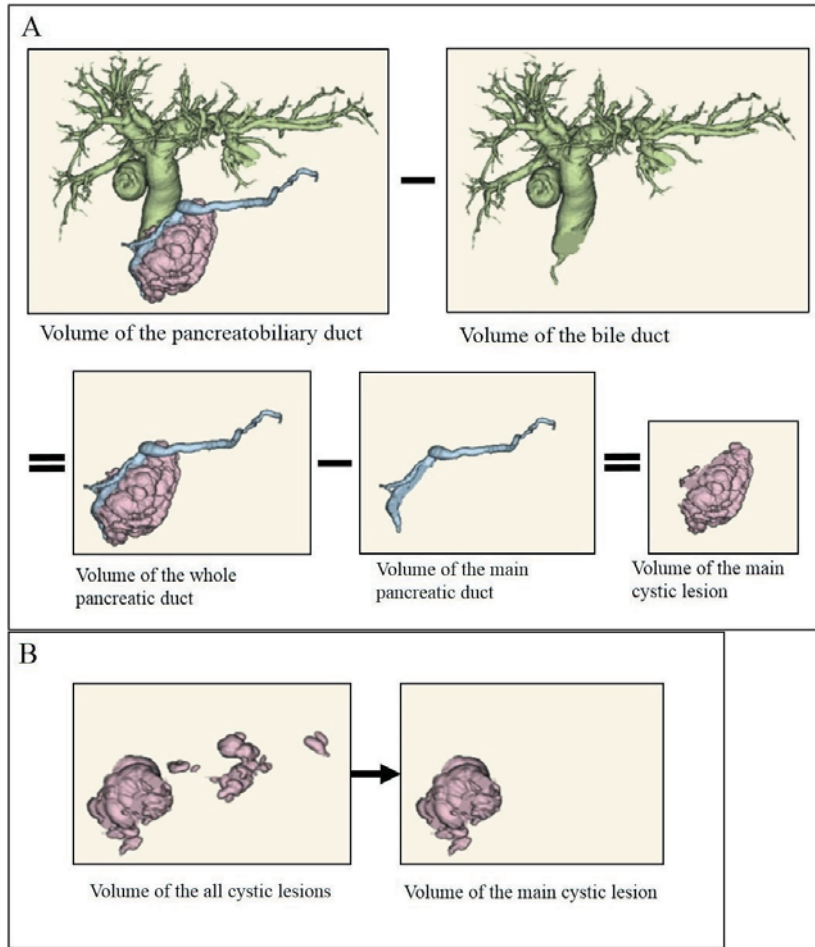 A
Volume of the pancreatobiliary duct
Volume of the bile duct
Volume of the whole
pancreatic duct
Volume of the main
pancreatic duct
Volume of the main
cystic lesion
B
Volume of the all cystic lesions
Volume of the main cystic lesion